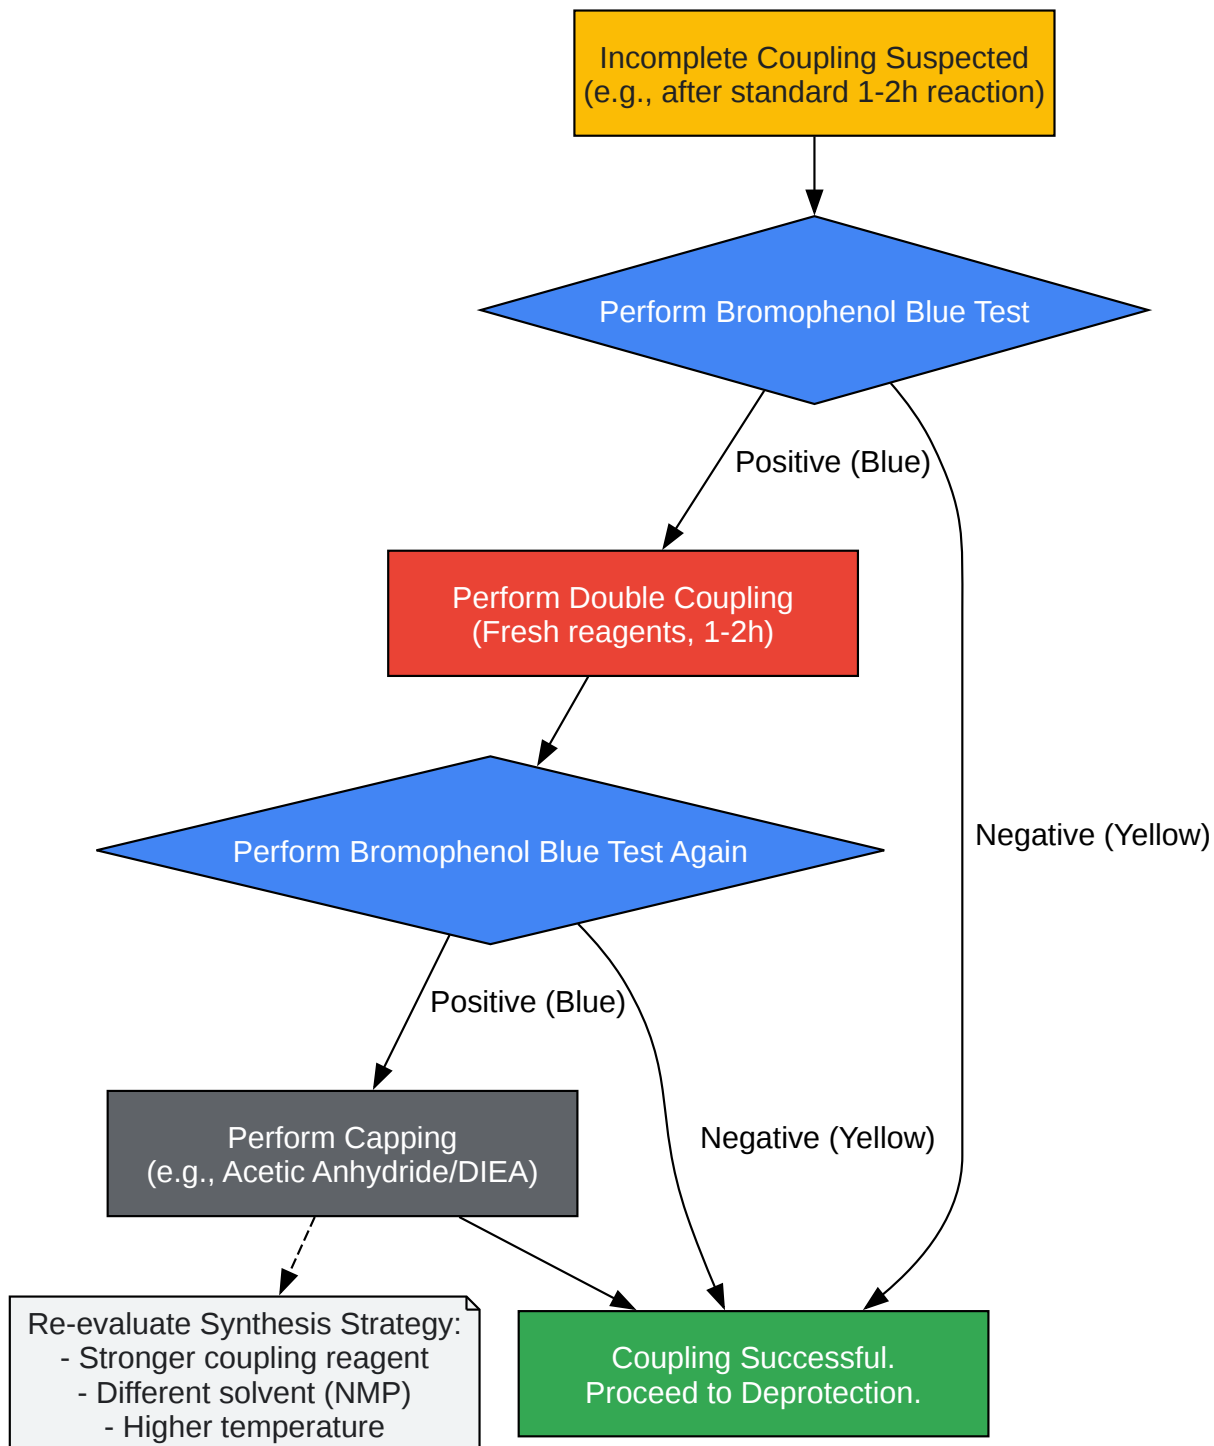 Incomplete Coupling Suspected
(e.g., after standard 1-2h reaction)
Perform Bromophenol Blue Test
Positive (Blue)
Perform Double Coupling
(Fresh reagents, 1-2h)
Negative (Yellow)
Perform Bromophenol Blue Test Again
Positive (Blue)
Perform Capping
(e.g., Acetic Anhydride/DIEA)
Negative (Yellow)
Re-evaluate Synthesis Strategy:
- Stronger coupling reagent
- Different solvent (NMP)
- Higher temperature
Coupling Successful.
Proceed to Deprotection.